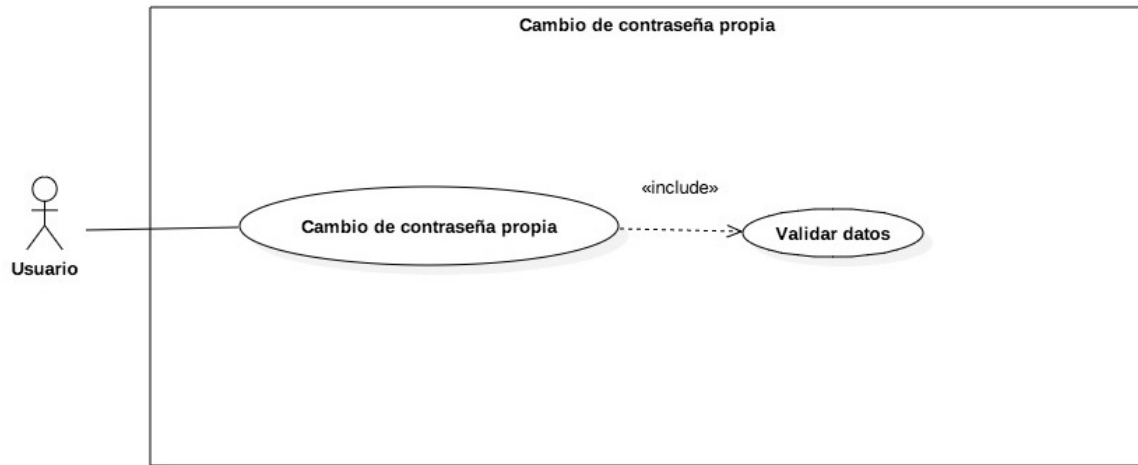 Cambio de contraseña propia
«include»
Cambio de contraseña propia
Validar datos
Usuario